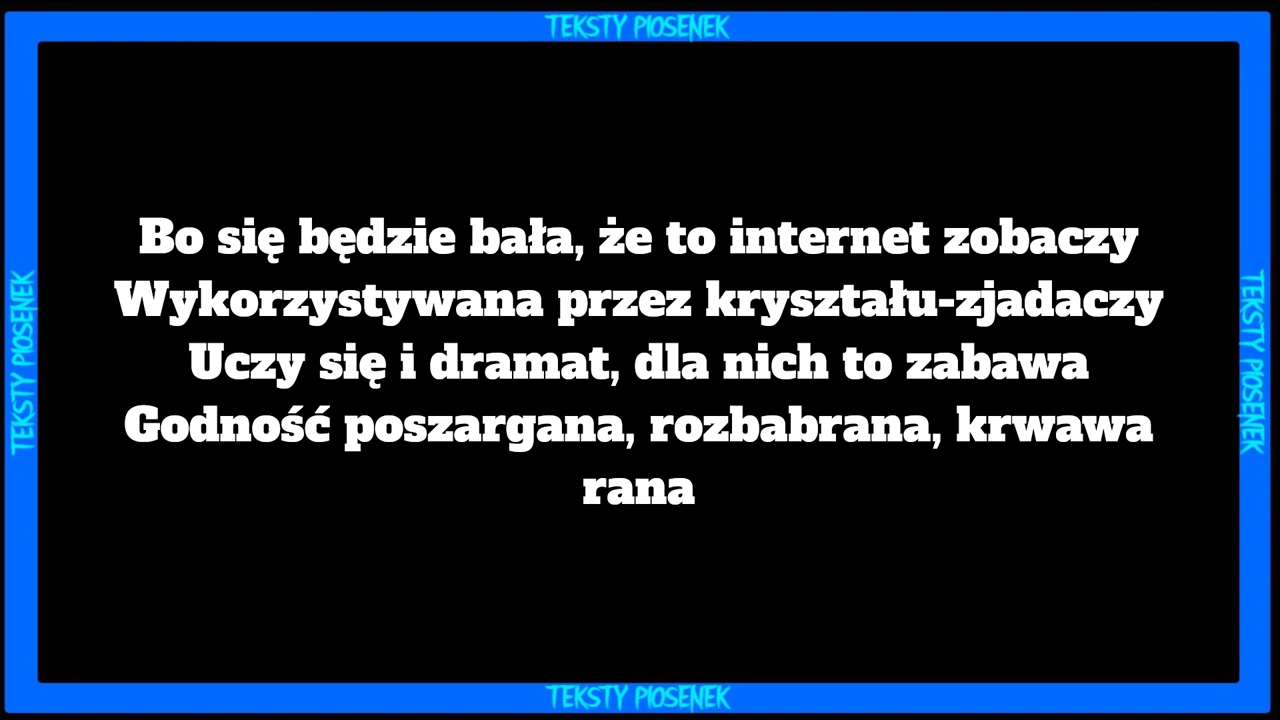 TEKSTY PIOSENEK
Bo się będzie bała, że to internet zobaczy
Wykorzystywana przez kryształu-zjadaczy
Uczy się i dramat, dla nich to zabawa
Godność poszargana, rozbabrana, krwawa
rana
TEKSTY PIOSENEK
TEKSTY PIOSENEK
TEKSTY PIOSENEK